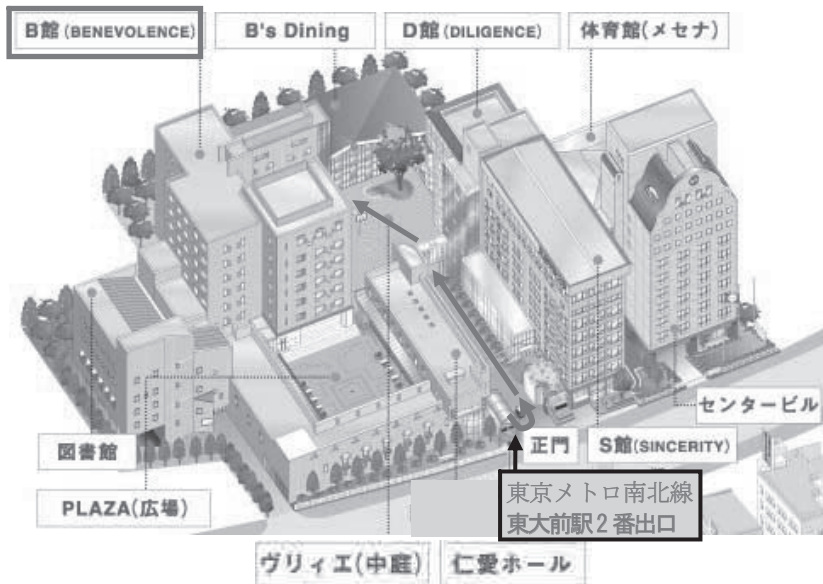 B館(BENEVOLENCE)
B's Dining
D館(DILIGENCE)
体育館(メセナ)
センタービル
図書館
正門
S館(SINCERITY)
PLAZA(広場)
東京メトロ南北線
東大前駅2番出口
ヴリィエ(中庭)
仁愛ホール